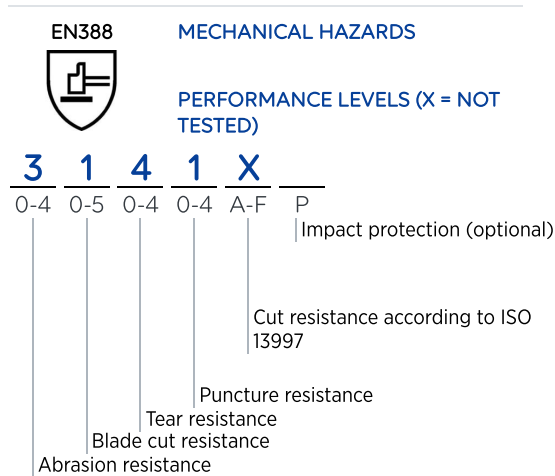 EN388
MECHANICAL HAZARDS
PERFORMANCE LEVELS (X = NOT
TESTED)
3 1 4 1 X
0-4 0-5 0-4 0-4 A-F P
Impact protection (optional)
Cut resistance according to ISO
13997
Puncture resistance
Tear resistance
Blade cut resistance
Abrasion resistance